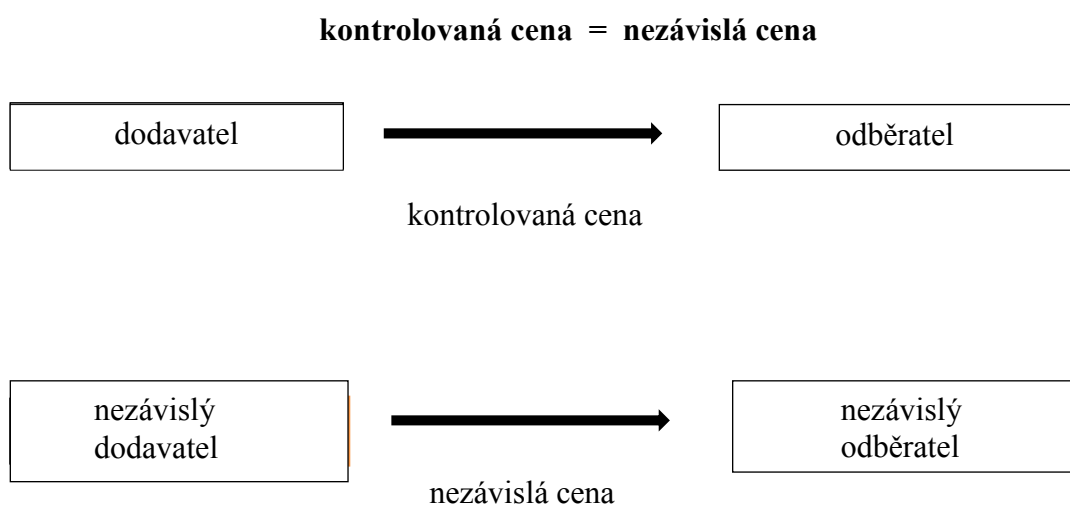 kontrolovaná cena = nezávislá cena
dodavatel
odběratel
kontrolovaná cena
nezávislý
dodavatel
nezávislý
odběratel
nezávislá cena